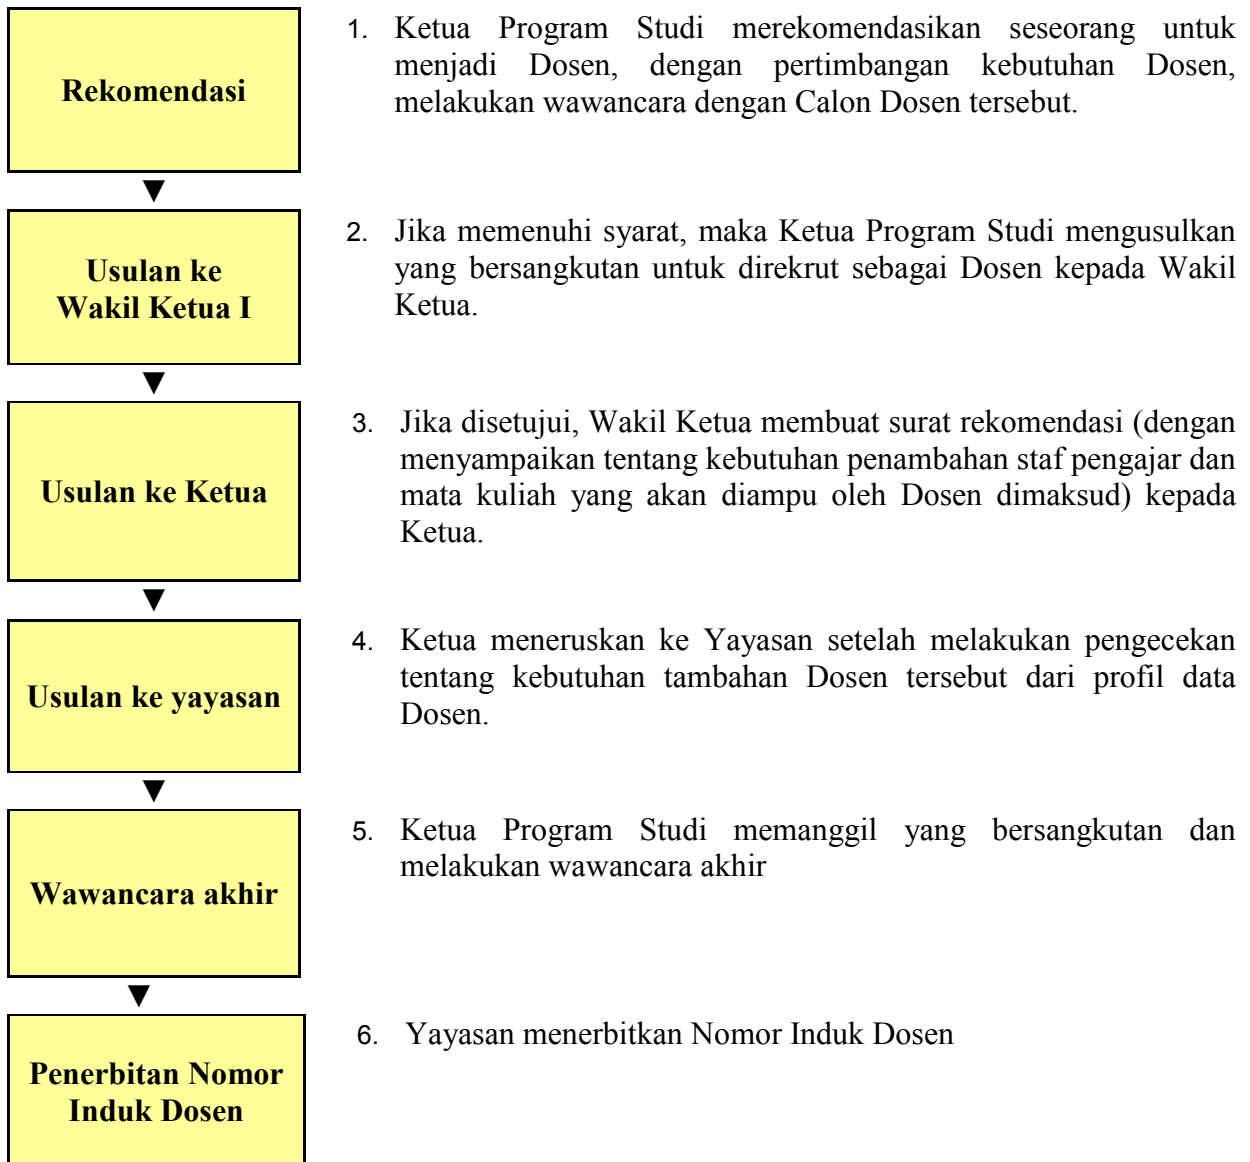 Rekomendasi
1. Ketua Program Studi merekomendasikan seseorang untuk
menjadi Dosen, dengan pertimbangan kebutuhan Dosen,
melakukan wawancara dengan Calon Dosen tersebut.
▼
Usulan ke
Wakil Ketua I
2. Jika memenuhi syarat, maka Ketua Program Studi mengusulkan
yang bersangkutan untuk direkrut sebagai Dosen kepada Wakil
Ketua.
▼
Usulan ke Ketua
3. Jika disetujui, Wakil Ketua membuat surat rekomendasi (dengan
menyampaikan tentang kebutuhan penambahan staf pengajar dan
mata kuliah yang akan diampu oleh Dosen dimaksud) kepada
Ketua.
▼
Usulan ke yayasan
4. Ketua meneruskan ke Yayasan setelah melakukan pengecekan
tentang kebutuhan tambahan Dosen tersebut dari profil data
Dosen.
▼
Wawancara akhir
5. Ketua Program Studi memanggil yang bersangkutan dan
melakukan wawancara akhir
▼
Penerbitan Nomor
Induk Dosen
6. Yayasan menerbitkan Nomor Induk Dosen